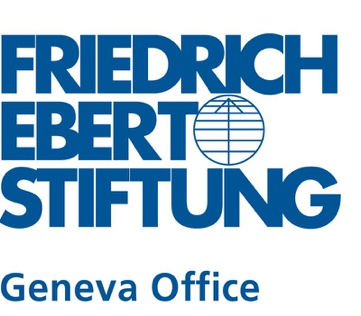 FRIEDRICH
EBERT
STIFTUNG
Geneva Office